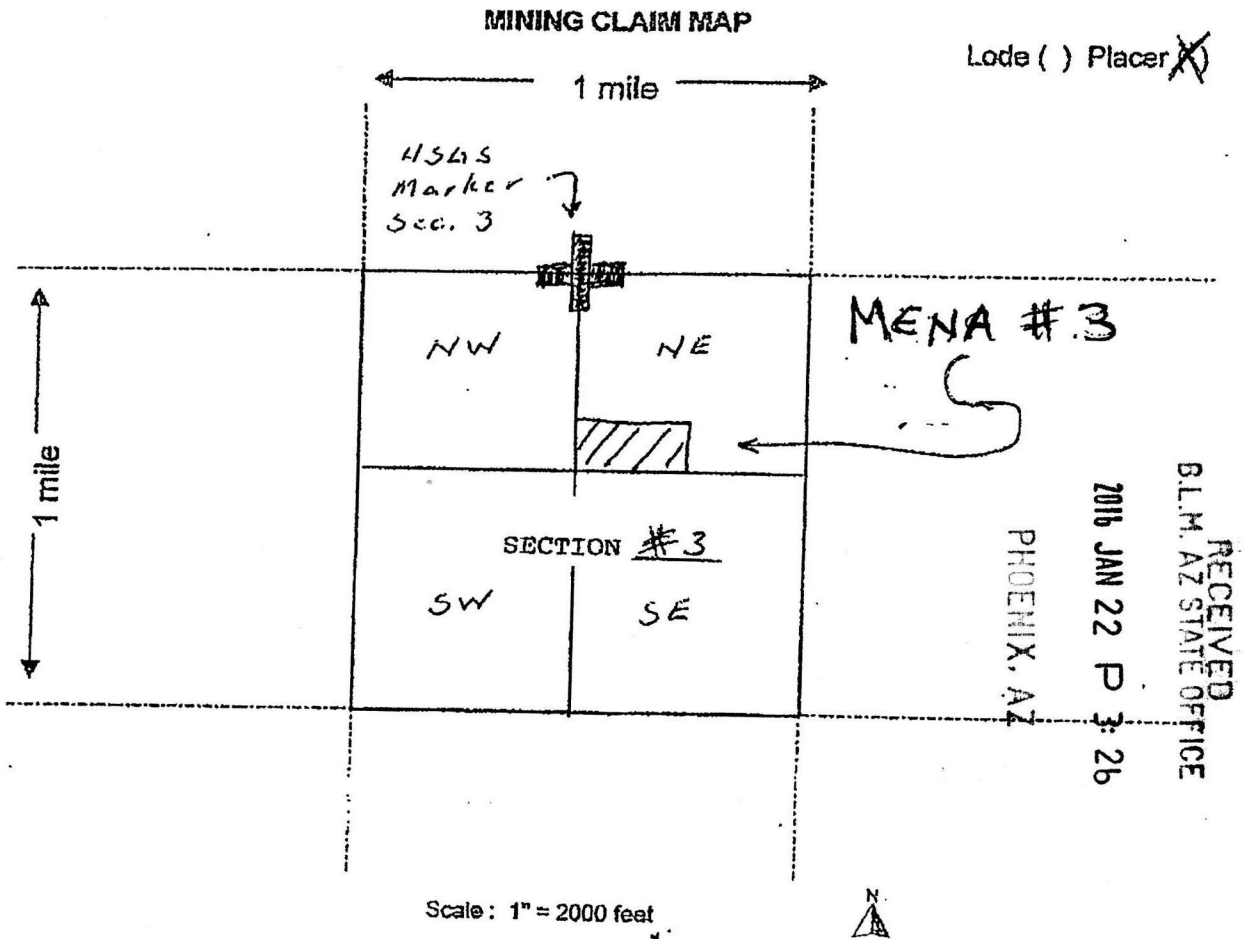 MINING CLAIM MAP
Lode ( ) Placer (X)
1 mile
USGS
Marker
Sec. 3
NW
NE
MENA #3
1 mile
SECTION #3
SW
SE
RECEIVED
B.L.M. AZ STATE OFFICE
2016 JAN 22 P 3:26
PHOENIX, AZ
Scale: 1" = 2000 feet
N